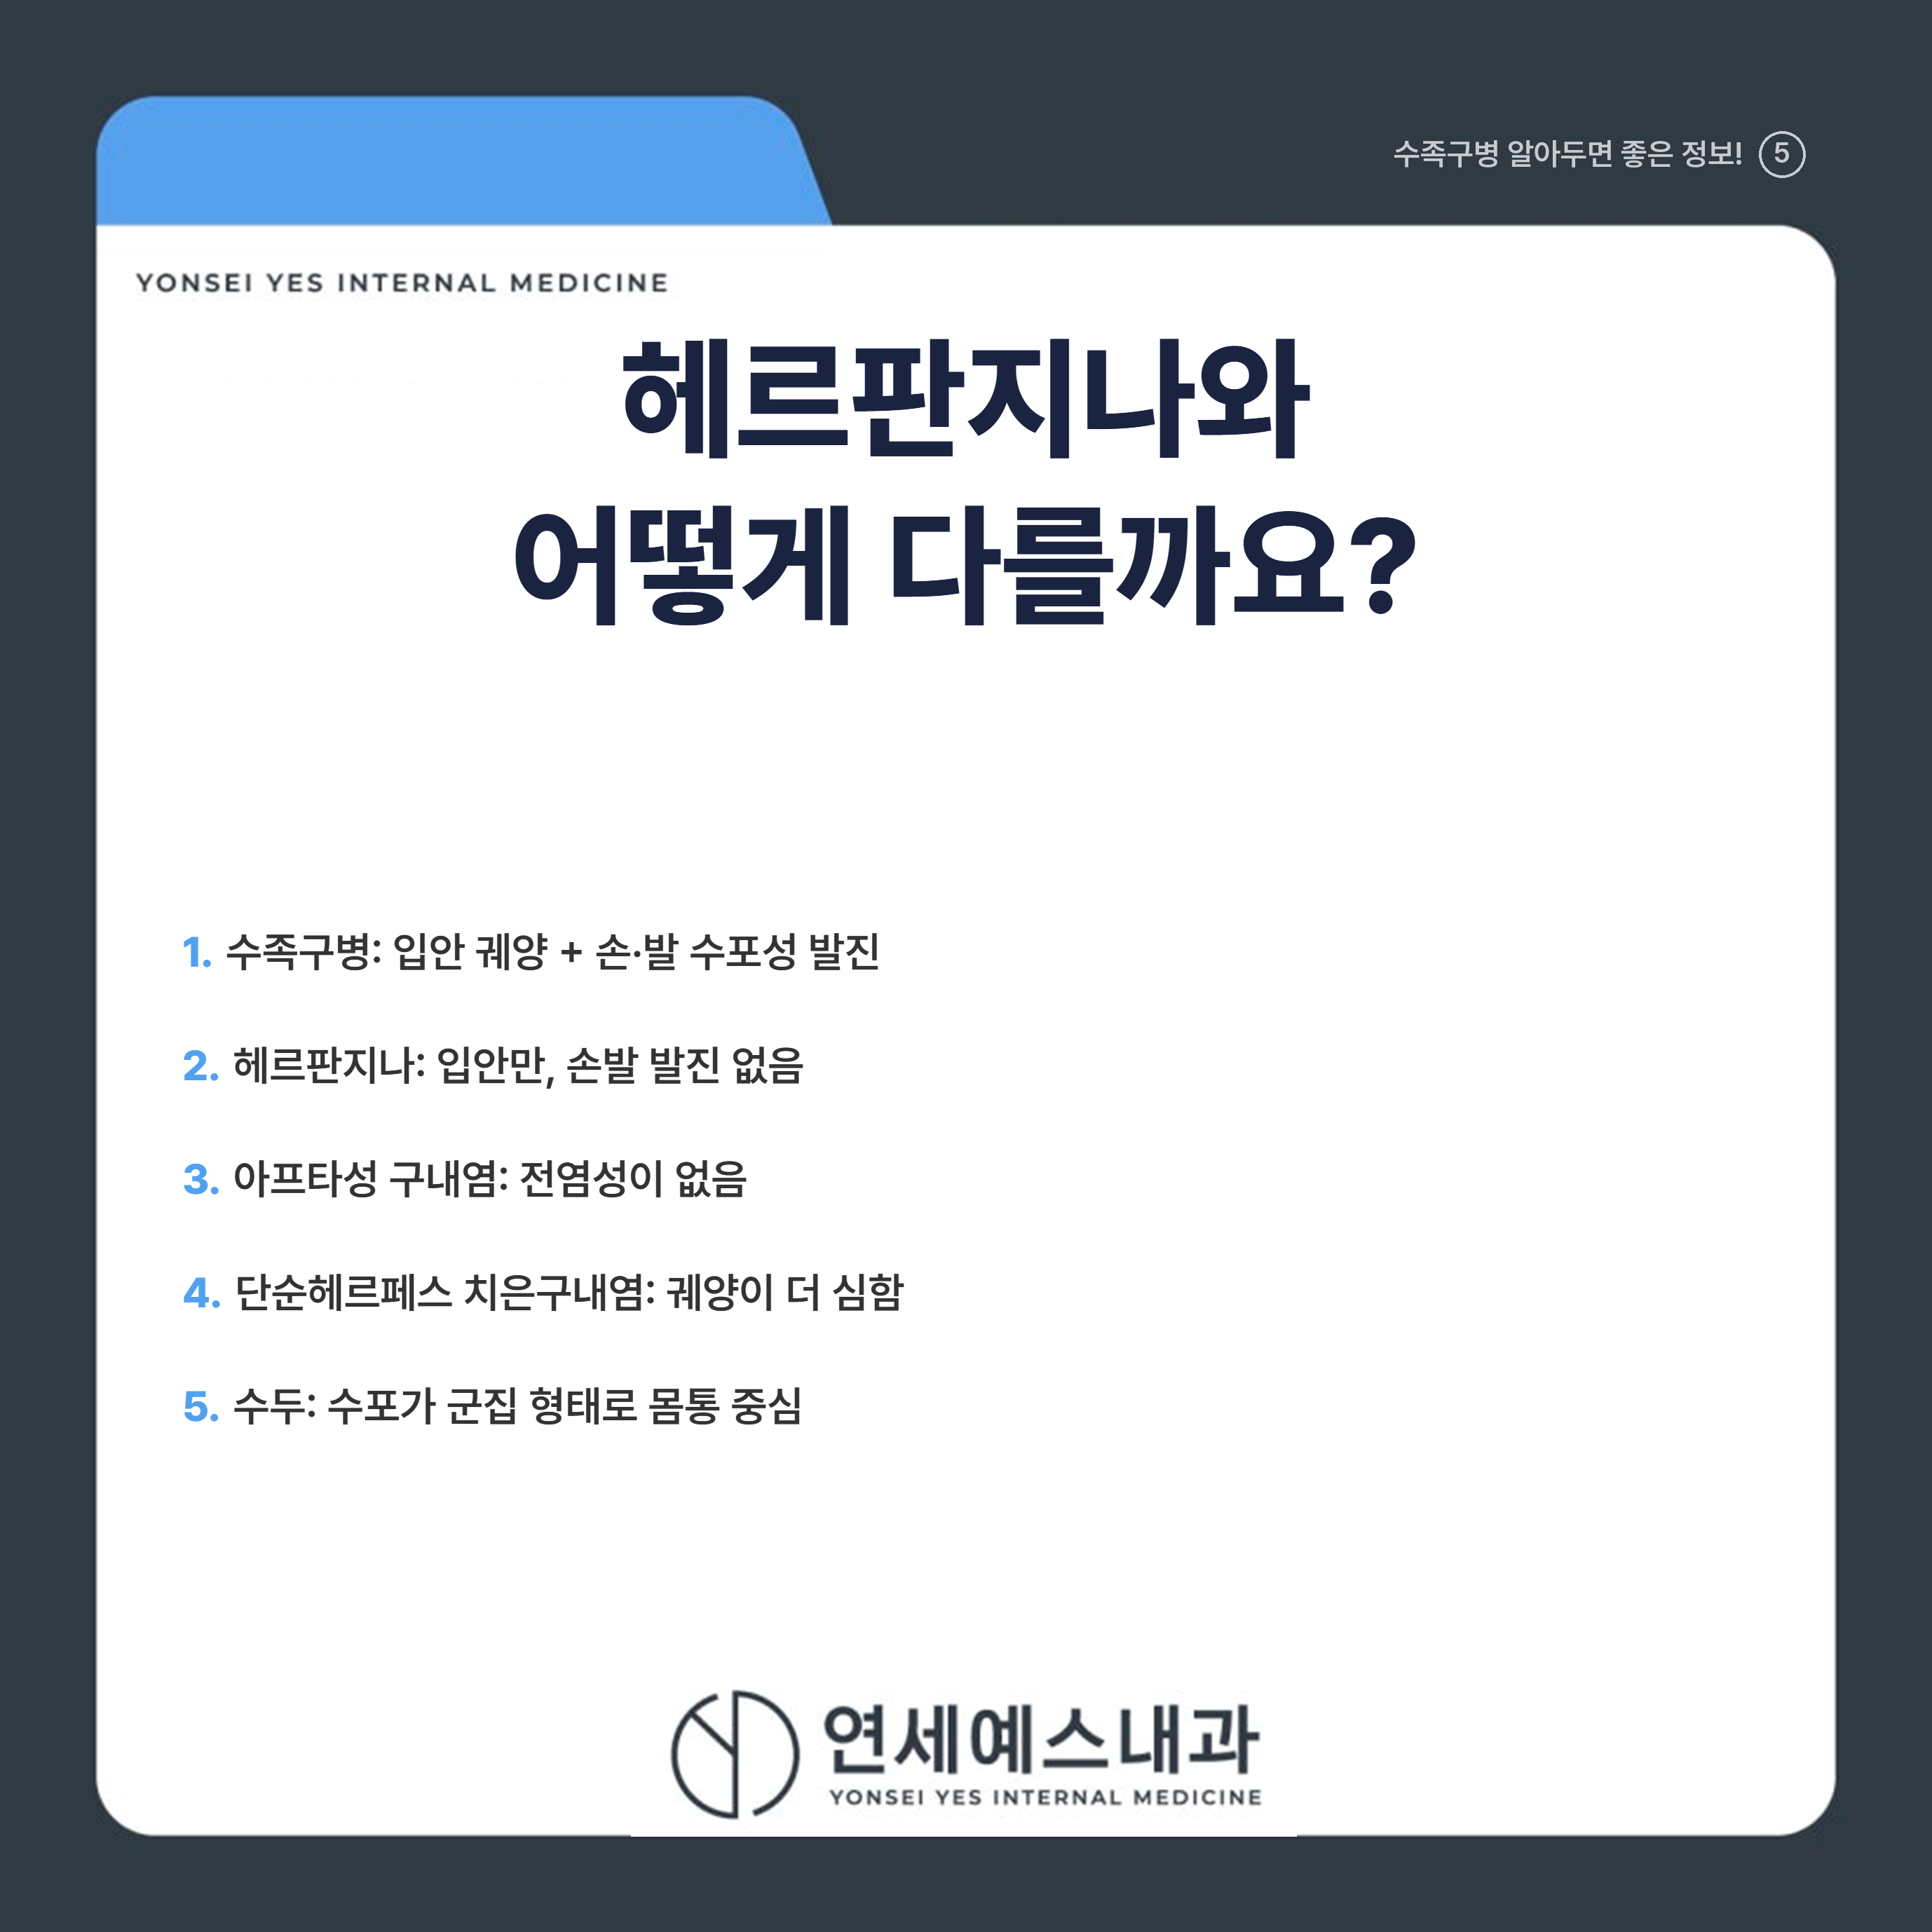 수족구병 알아두면 좋은 정보! 5
YONSEI YES INTERNAL MEDICINE
헤르판지나와
어떻게 다를까요?
1. 수족구병: 입안 궤양 + 손·발 수포성 발진
2. 헤르판지나: 입안만, 손발 발진 없음
3. 아프타성 구내염: 전염성이 없음
4. 단순헤르페스 치은구내염: 궤양이 더 심함
5. 수두: 수포가 군집 형태로 몸통 중심
연세예스내과
YONSEI YES INTERNAL MEDICINE